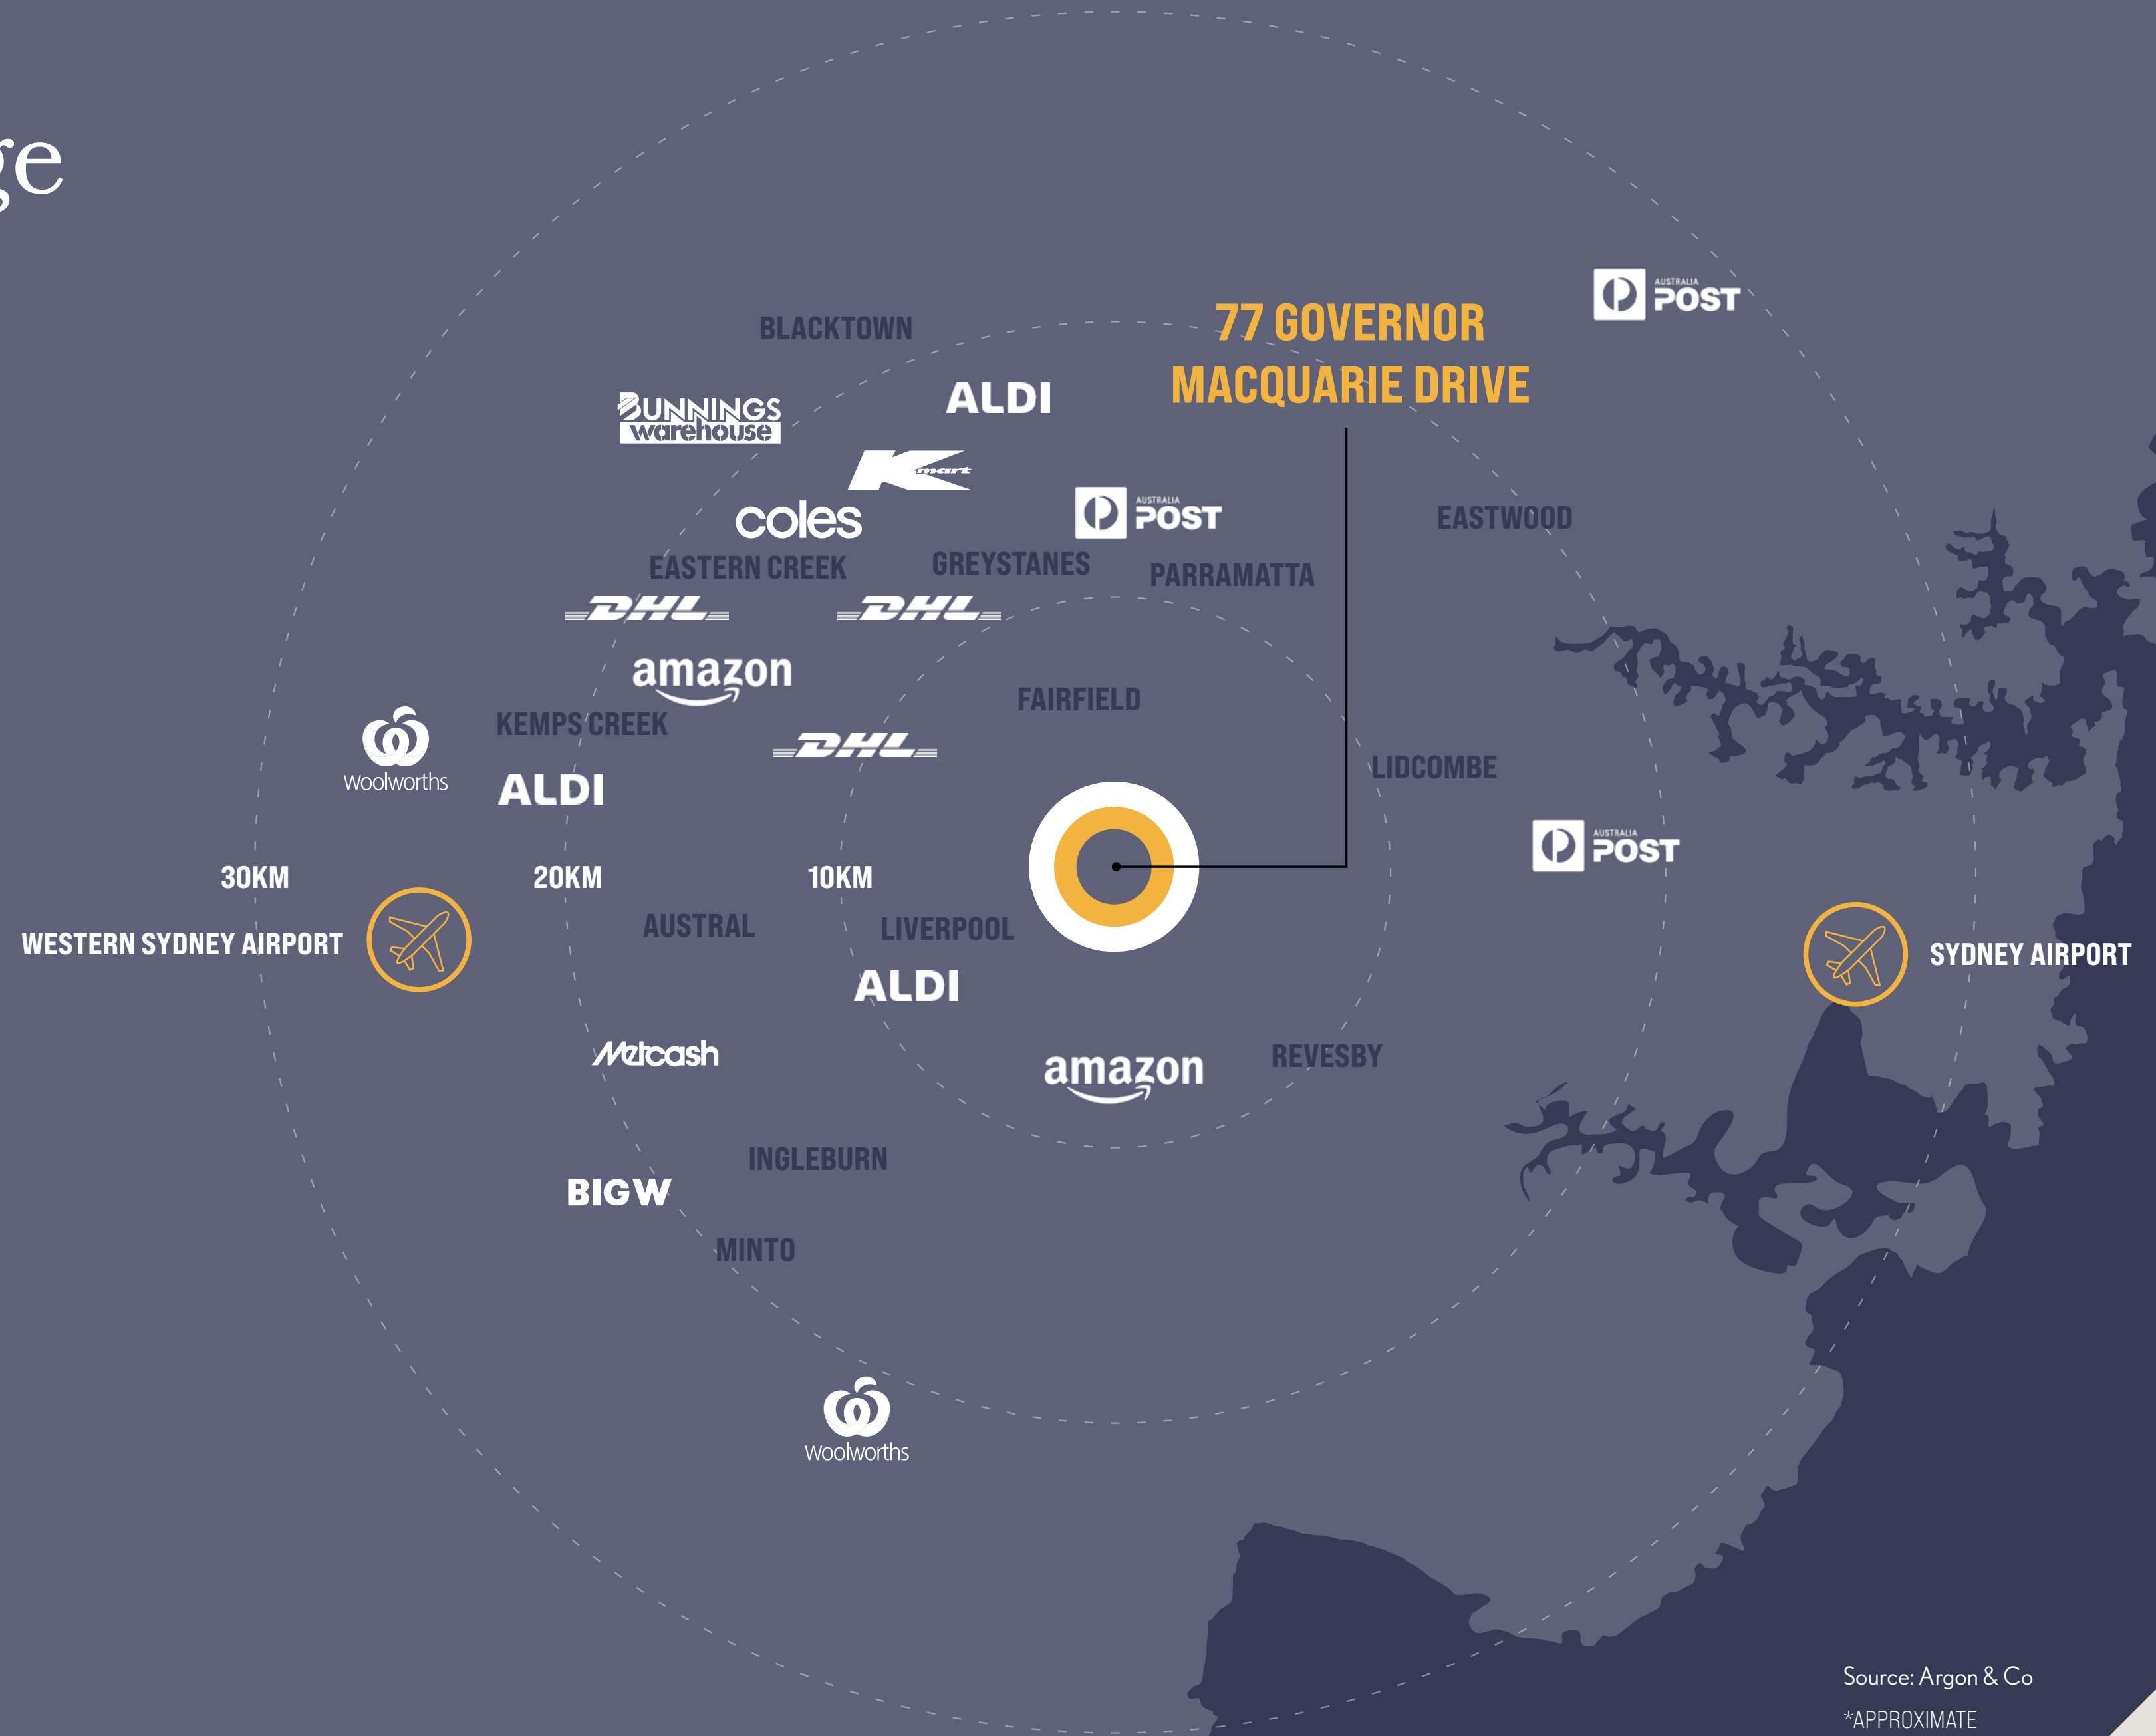 ge
BLACKTOWN
77 GOVERNOR
MACQUARIE DRIVE
AUSTRALIA
POST
BUNNINGS
warehouse
ALDI
Kmart
coles
AUSTRALIA
POST
EASTWOOD
EASTERN CREEK
GREYSTANES
PARRAMATTA
DHL
DHL
amazon
FAIRFIELD
KEMPS CREEK
DHL
LIDCOMBE
Woolworths
ALDI
AUSTRALIA
POST
30KM
20KM
10KM
WESTERN SYDNEY AIRPORT
AUSTRAL
LIVERPOOL
SYDNEY AIRPORT
ALDI
Metcash
amazon
REVESBY
INGLEBURN
BIGW
MINTO
Woolworths
Source: Argon & Co
*APPROXIMATE